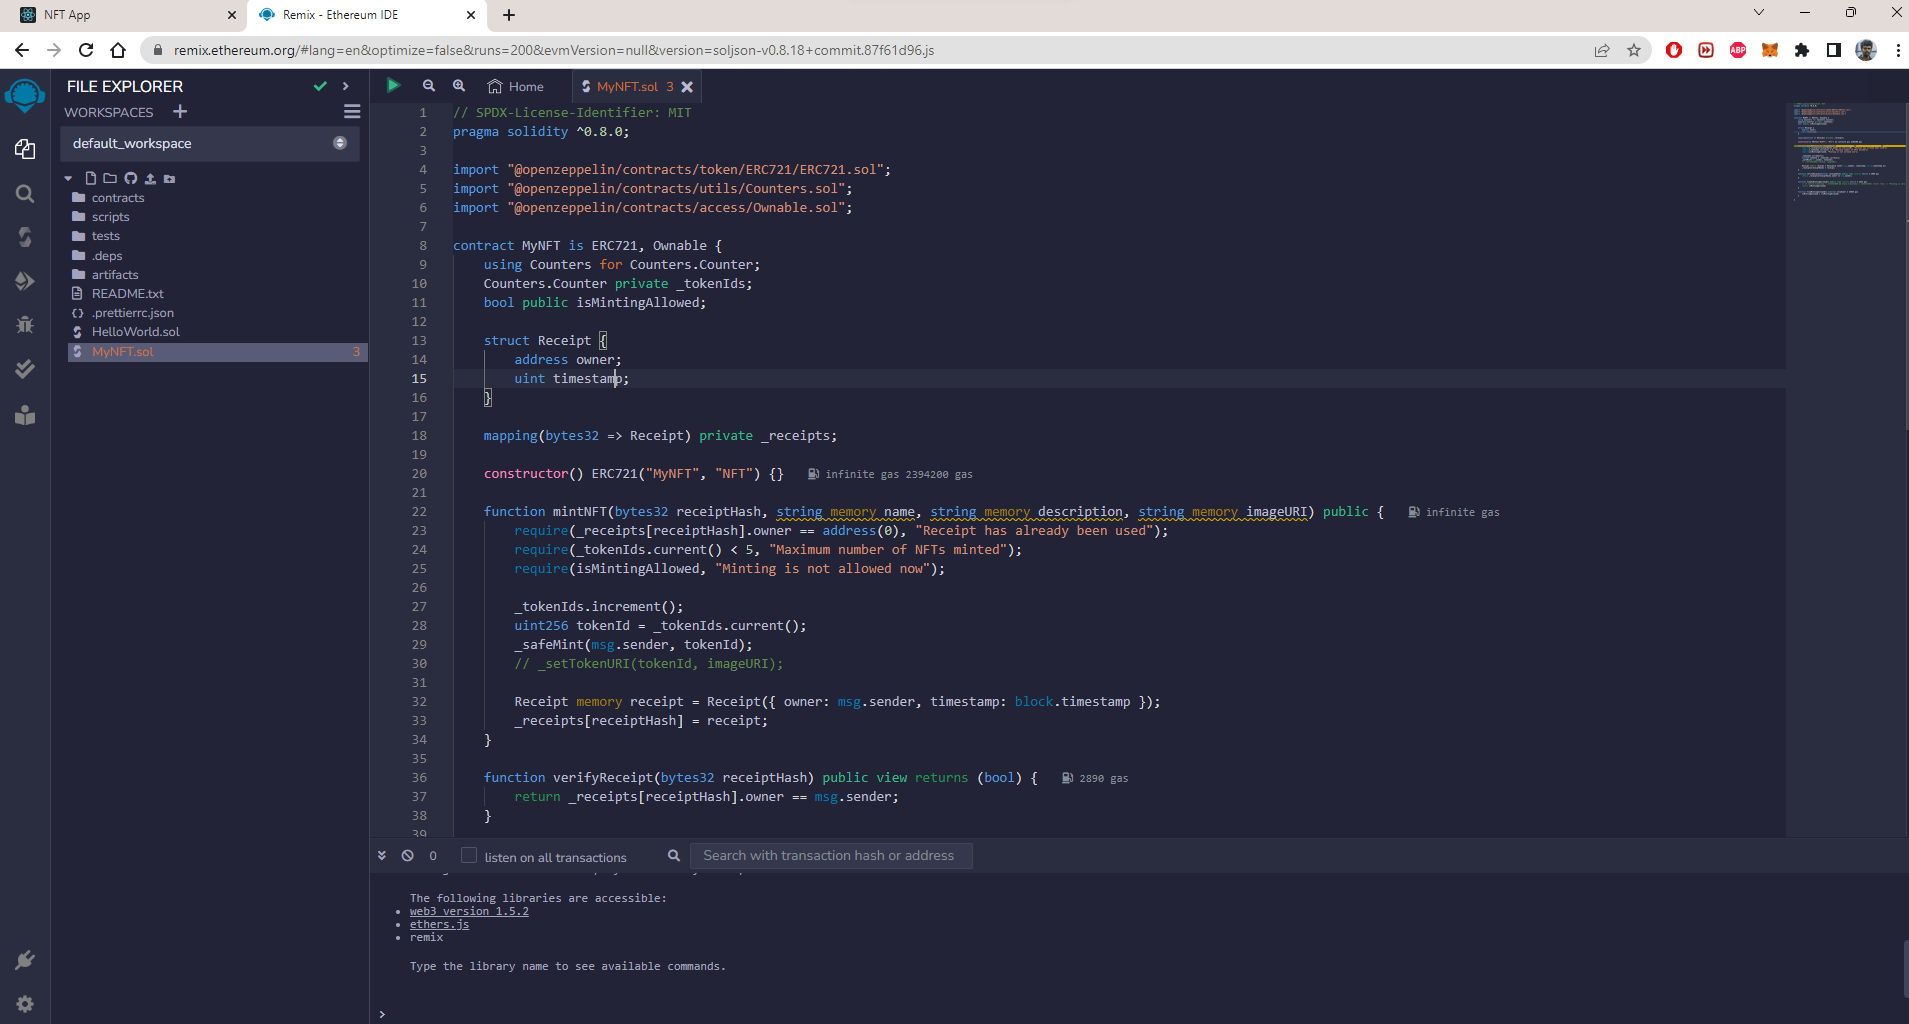 NFT App
Remix - Ethereum IDE
remix.ethereum.org/#lang=en&optimize=false&runs=200&evmVersion=null&version=soljson-v0.8.18+commit.87f61d96.js
ABP
FILE EXPLORER
WORKSPACES
default_workspace
contracts
scripts
tests
.deps
artifacts
README.txt
.prettierrc.json
HelloWorld.sol
MyNFT.sol 3
Home
MyNFT.sol 3
1 // SPDX-License-Identifier: MIT
2 pragma solidity ^0.8.0;
3
4 import "@openzeppelin/contracts/token/ERC721/ERC721.sol";
5 import "@openzeppelin/contracts/utils/Counters.sol";
6 import "@openzeppelin/contracts/access/Ownable.sol";
7
8 contract MyNFT is ERC721, Ownable {
9 using Counters for Counters.Counter;
10 Counters.Counter private _tokenIds;
11 bool public isMintingAllowed;
12
13 struct Receipt {
14 address owner;
15 uint timestamp;
16 }
17
18 mapping(bytes32 => Receipt) private _receipts;
19
20 constructor() ERC721("MyNFT", "NFT") {} infinite gas 2394200 gas
21
22 function mintNFT(bytes32 receiptHash, string memory name, string memory description, string memory imageURI) public { infinite gas
23 require(_receipts[receiptHash].owner == address(0), "Receipt has already been used");
24 require(_tokenIds.current() < 5, "Maximum number of NFTs minted");
25 require(isMintingAllowed, "Minting is not allowed now");
26
27 _tokenIds.increment();
28 uint256 tokenId = _tokenIds.current();
29 _safeMint(msg.sender, tokenId);
30 // _setTokenURI(tokenId, imageURI);
31
32 Receipt memory receipt = Receipt({ owner: msg.sender, timestamp: block.timestamp });
33 _receipts[receiptHash] = receipt;
34 }
35
36 function verifyReceipt(bytes32 receiptHash) public view returns (bool) { 2890 gas
37 return _receipts[receiptHash].owner == msg.sender;
38 }
39
0 listen on all transactions Search with transaction hash or address
The following libraries are accessible:
• web3 version 1.5.2
• ethers.js
• remix
Type the library name to see available commands.
>